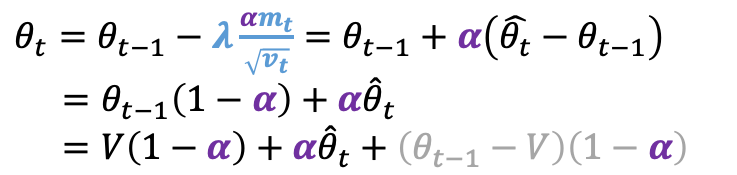 θ_t = θ_{t−1} − λ αm_t/√v_t = θ_{t−1} + α(θ̂_t − θ_{t−1})
= θ_{t−1}(1 − α) + αθ̂_t
= V(1 − α) + αθ̂_t + (θ_{t−1} − V)(1 − α)